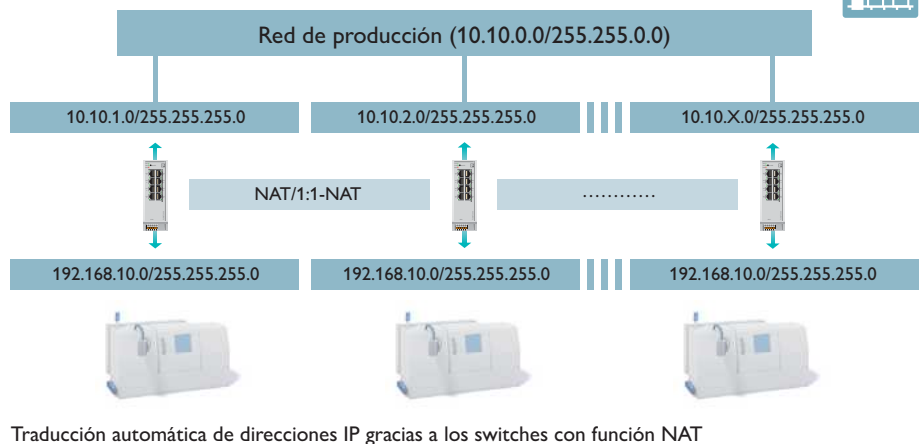 Red de producción (10.10.0.0/255.255.0.0)
10.10.1.0/255.255.255.0
10.10.2.0/255.255.255.0
10.10.X.0/255.255.255.0
NAT/1:1-NAT
............
192.168.10.0/255.255.255.0
192.168.10.0/255.255.255.0
192.168.10.0/255.255.255.0
Traducción automática de direcciones IP gracias a los switches con función NAT